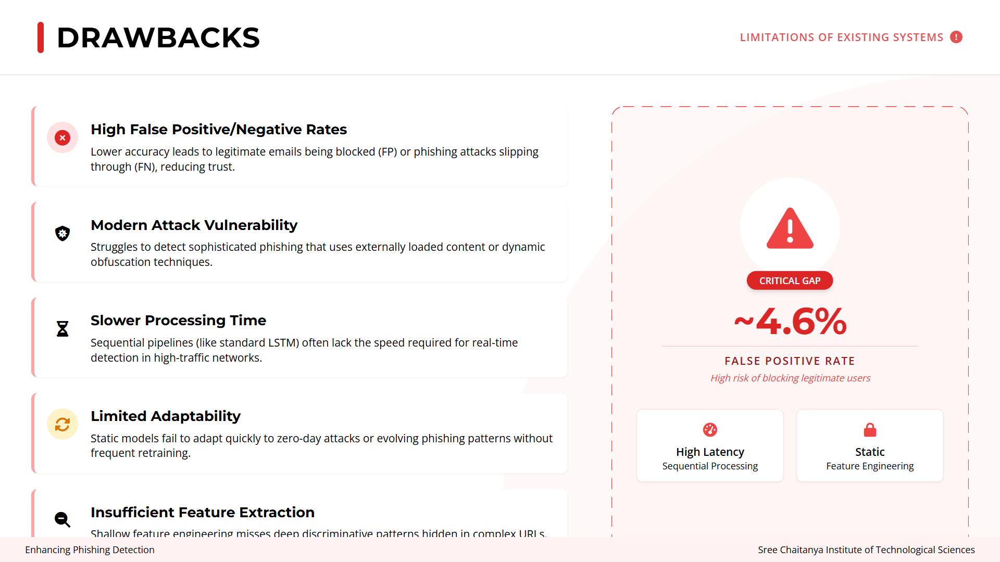 DRAWBACKS
LIMITATIONS OF EXISTING SYSTEMS
High False Positive/Negative Rates
Lower accuracy leads to legitimate emails being blocked (FP) or phishing attacks slipping
through (FN), reducing trust.
Modern Attack Vulnerability
Struggles to detect sophisticated phishing that uses externally loaded content or dynamic
obfuscation techniques.
Slower Processing Time
Sequential pipelines (like standard LSTM) often lack the speed required for real-time
detection in high-traffic networks.
Limited Adaptability
Static models fail to adapt quickly to zero-day attacks or evolving phishing patterns without
frequent retraining.
Insufficient Feature Extraction
Shallow feature engineering misses deep discriminative patterns hidden in complex URLs.
CRITICAL GAP
~4.6%
FALSE POSITIVE RATE
High risk of blocking legitimate users
High Latency
Sequential Processing
Static
Feature Engineering
Enhancing Phishing Detection
Sree Chaitanya Institute of Technological Sciences